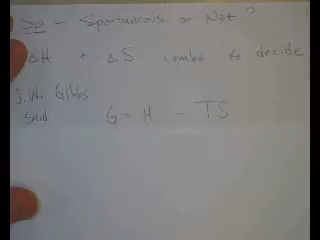 So - Spontaneous or Not?
ΔH + ΔS combo to decide
J.W. Gibbs
said G = H - TS